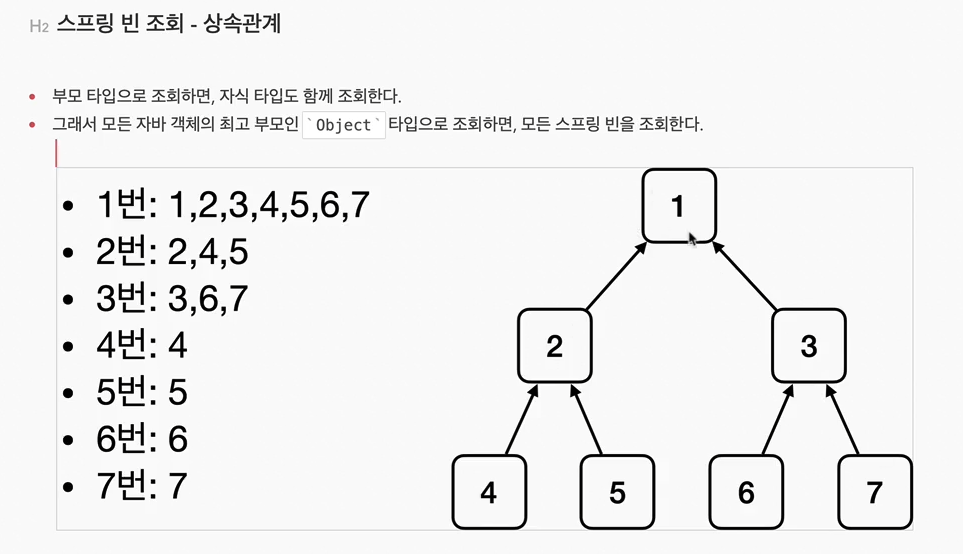 H2 스프링 빈 조회 - 상속관계
• 부모 타입으로 조회하면, 자식 타입도 함께 조회한다.
• 그래서 모든 자바 객체의 최고 부모인 `Object` 타입으로 조회하면, 모든 스프링 빈을 조회한다.
• 1번: 1,2,3,4,5,6,7
• 2번: 2,4,5
• 3번: 3,6,7
• 4번: 4
• 5번: 5
• 6번: 6
• 7번: 7
1
2 3
4 5 6 7